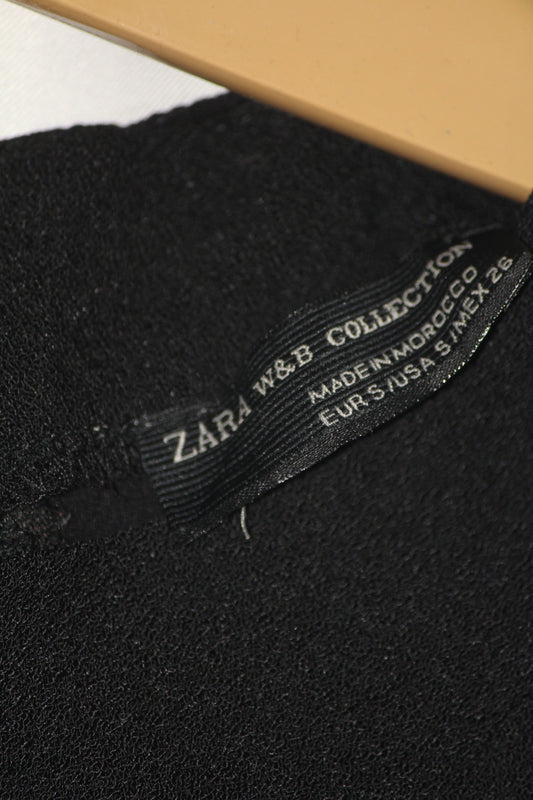 ZARA W&B COLLECTION
MADE IN MOROCCO
EUR S/USA S/MEX 26